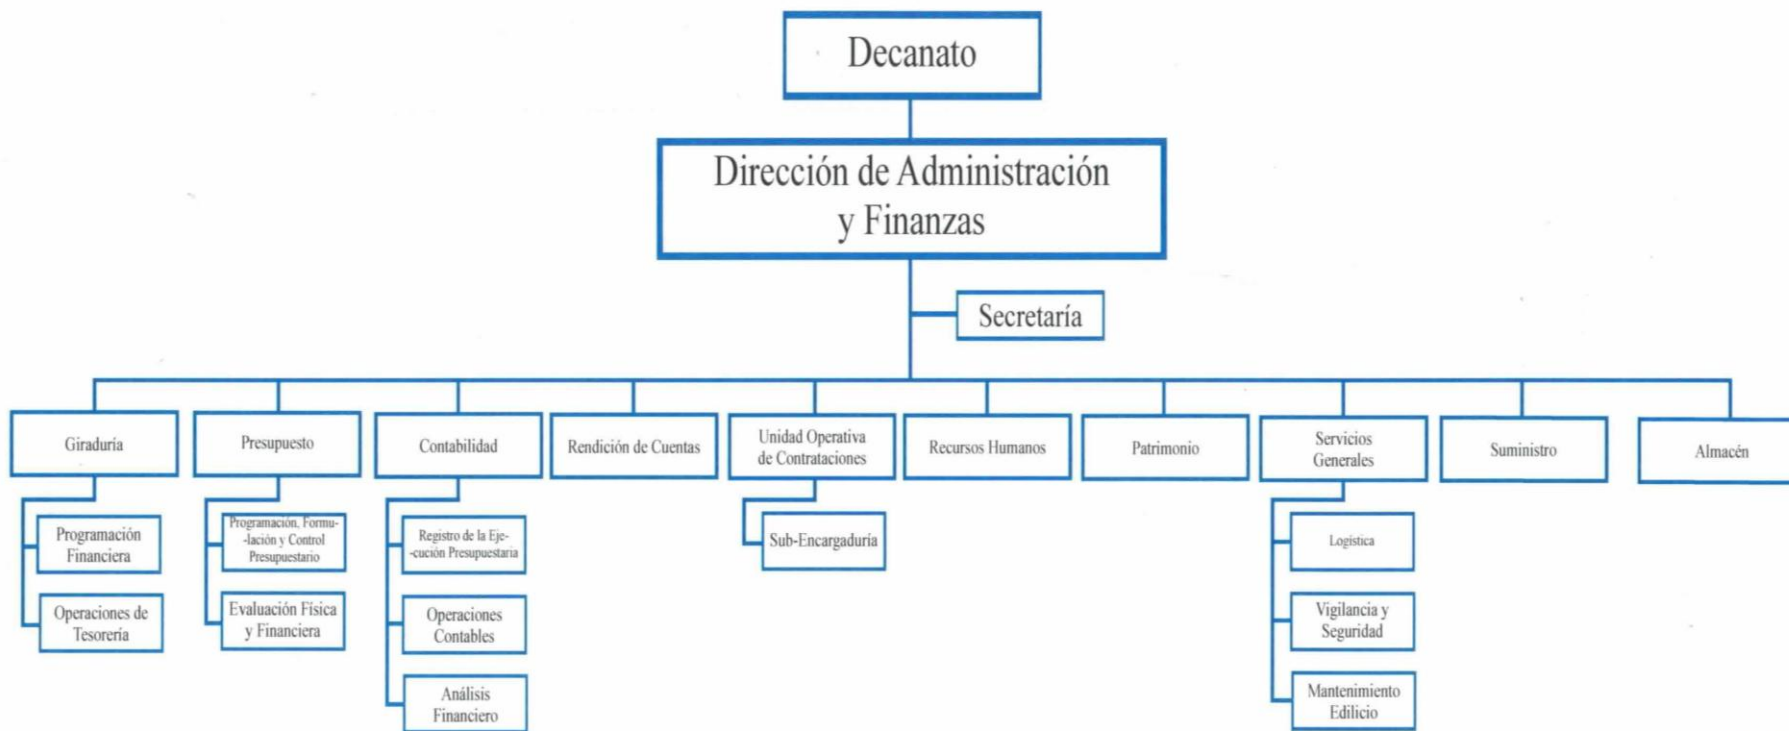 Decanato
Dirección de Administración
y Finanzas
Secretaría
Giraduría
Presupuesto
Contabilidad
Rendición de Cuentas
Unidad Operativa
de Contrataciones
Recursos Humanos
Patrimonio
Servicios
Generales
Suministro
Almacén
Programación
Financiera
Operaciones de
Tesorería
Programación, Formu-
-lación y Control
Presupuestario
Evaluación Física
y Financiera
Registro de la Eje-
-cución Presupuestaria
Operaciones
Contables
Análisis
Financiero
Sub-Encargaduría
Logística
Vigilancia y
Seguridad
Mantenimiento
Edilicio